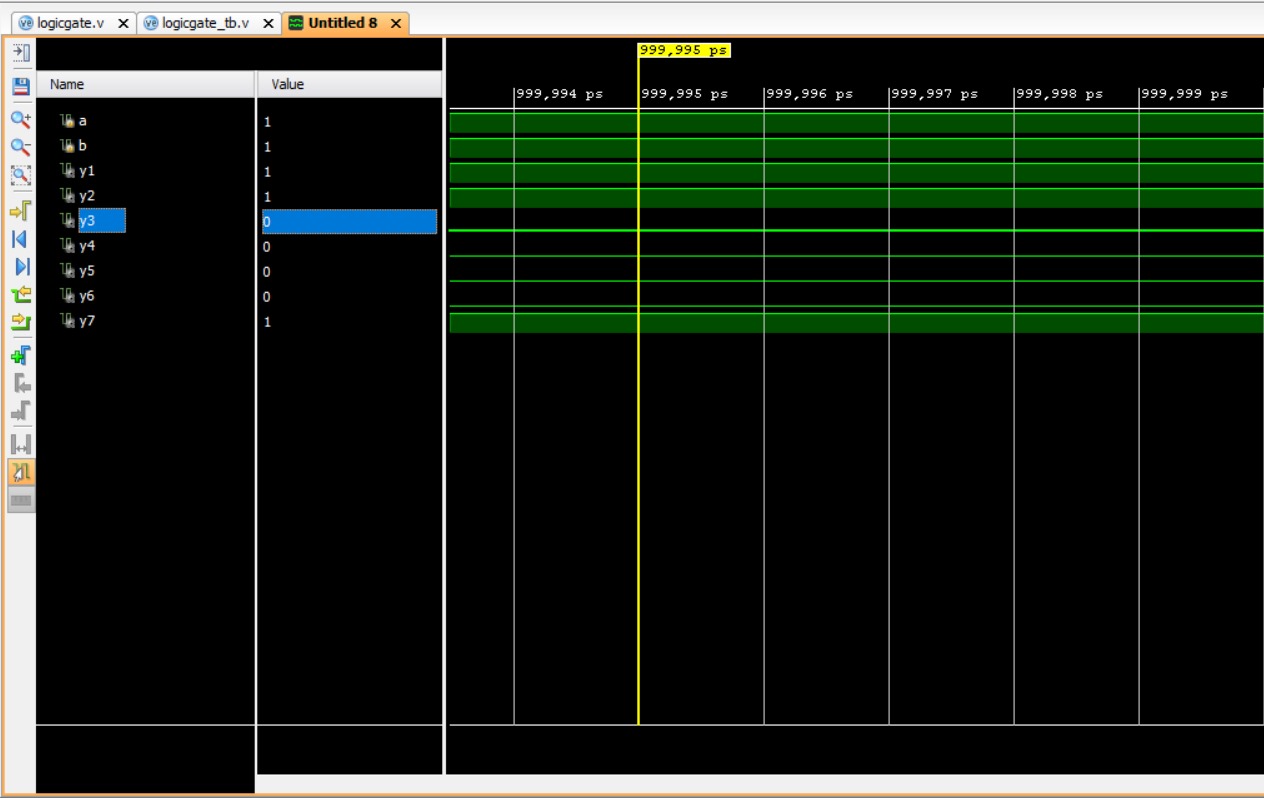 logicgate.v X logicgate_tb.v X Untitled 8 X
999,995 ps
Name Value
999,994 ps 999,995 ps 999,996 ps 999,997 ps 999,998 ps 999,999 ps
a 1
b 1
y1 1
y2 1
y3 0
y4 0
y5 0
y6 0
y7 1